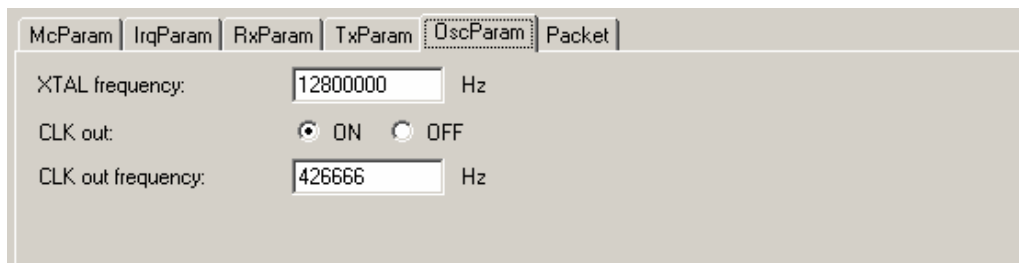 McParam IrqParam RxParam TxParam OscParam Packet
XTAL frequency: 12800000 Hz
CLK out: ON OFF
CLK out frequency: 426666 Hz